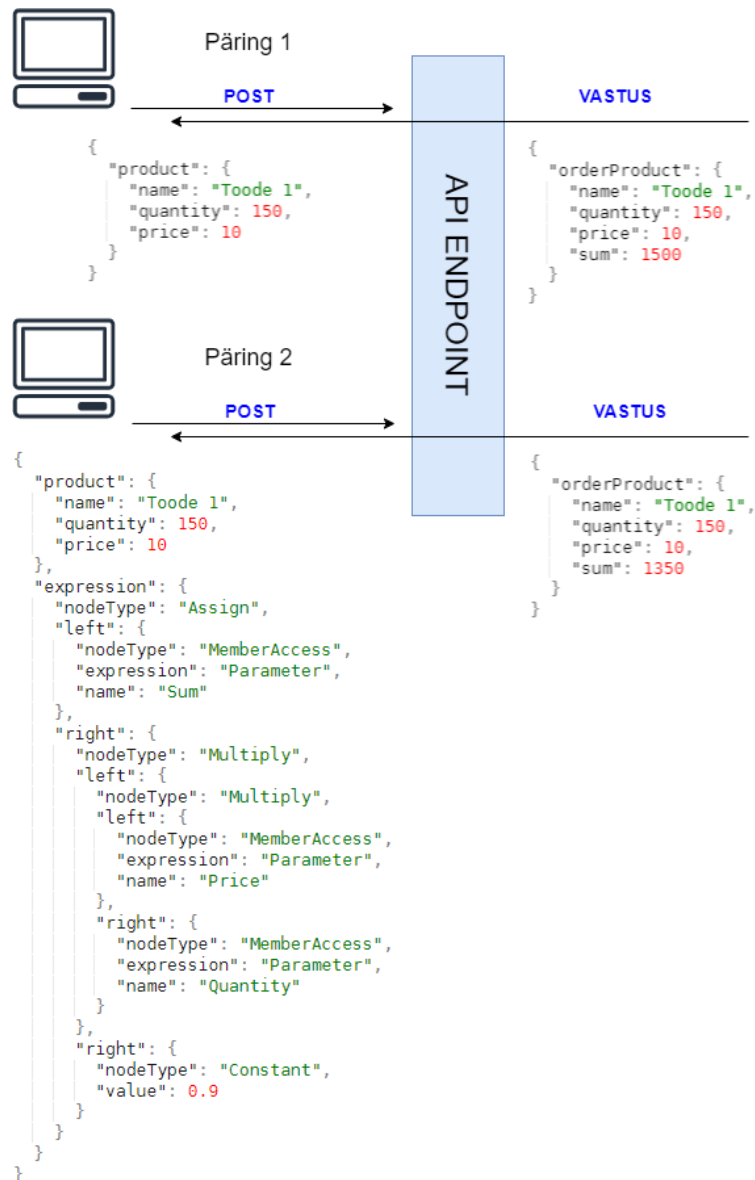 Päring 1
POST
VASTUS
{
  "product": {
    "name": "Toode 1",
    "quantity": 150,
    "price": 10
  }
}
API ENDPOINT
{
  "orderProduct": {
    "name": "Toode 1",
    "quantity": 150,
    "price": 10,
    "sum": 1500
  }
}
Päring 2
POST
VASTUS
{
  "product": {
    "name": "Toode 1",
    "quantity": 150,
    "price": 10
  },
  "expression": {
    "nodeType": "Assign",
    "left": {
      "nodeType": "MemberAccess",
      "expression": "Parameter",
      "name": "Sum"
    },
    "right": {
      "nodeType": "Multiply",
      "left": {
        "nodeType": "Multiply",
        "left": {
          "nodeType": "MemberAccess",
          "expression": "Parameter",
          "name": "Price"
        },
        "right": {
          "nodeType": "MemberAccess",
          "expression": "Parameter",
          "name": "Quantity"
        }
      },
      "right": {
        "nodeType": "Constant",
        "value": 0.9
      }
    }
  }
}
{
  "orderProduct": {
    "name": "Toode 1",
    "quantity": 150,
    "price": 10,
    "sum": 1350
  }
}